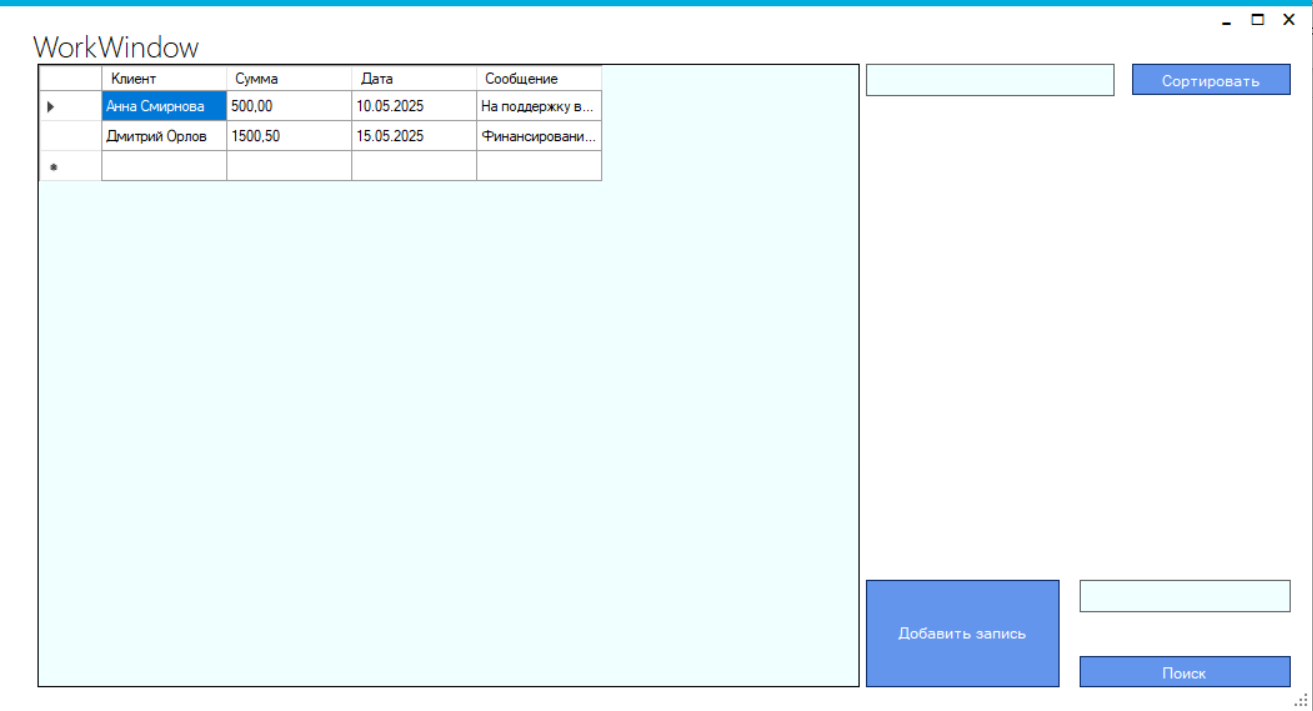 WorkWindow
Клиент Сумма Дата Сообщение
Анна Смирнова 500,00 10.05.2025 На поддержку в...
Дмитрий Орлов 1500,50 15.05.2025 Финансировани...
Сортировать
Добавить запись
Поиск